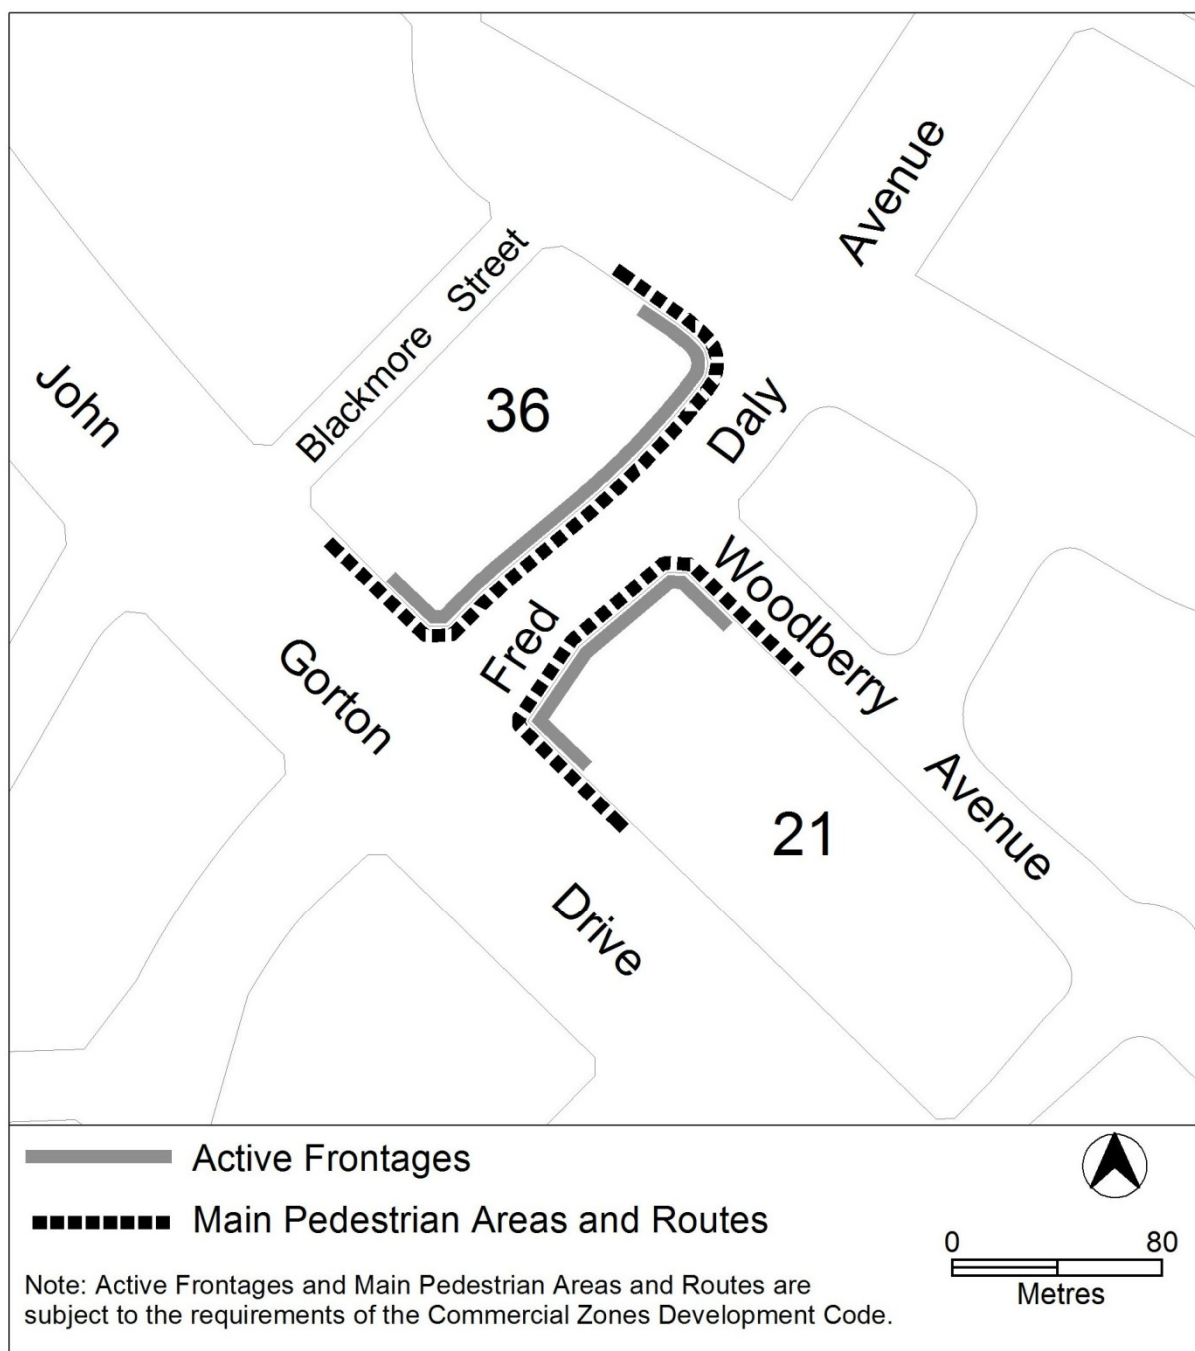 Avenue
Street
Blackmore
John
36
Daly
Woodberry
Fred
Gorton
Avenue
21
Drive
Active Frontages
Main Pedestrian Areas and Routes
0 80
Metres
Note: Active Frontages and Main Pedestrian Areas and Routes are
subject to the requirements of the Commercial Zones Development Code.